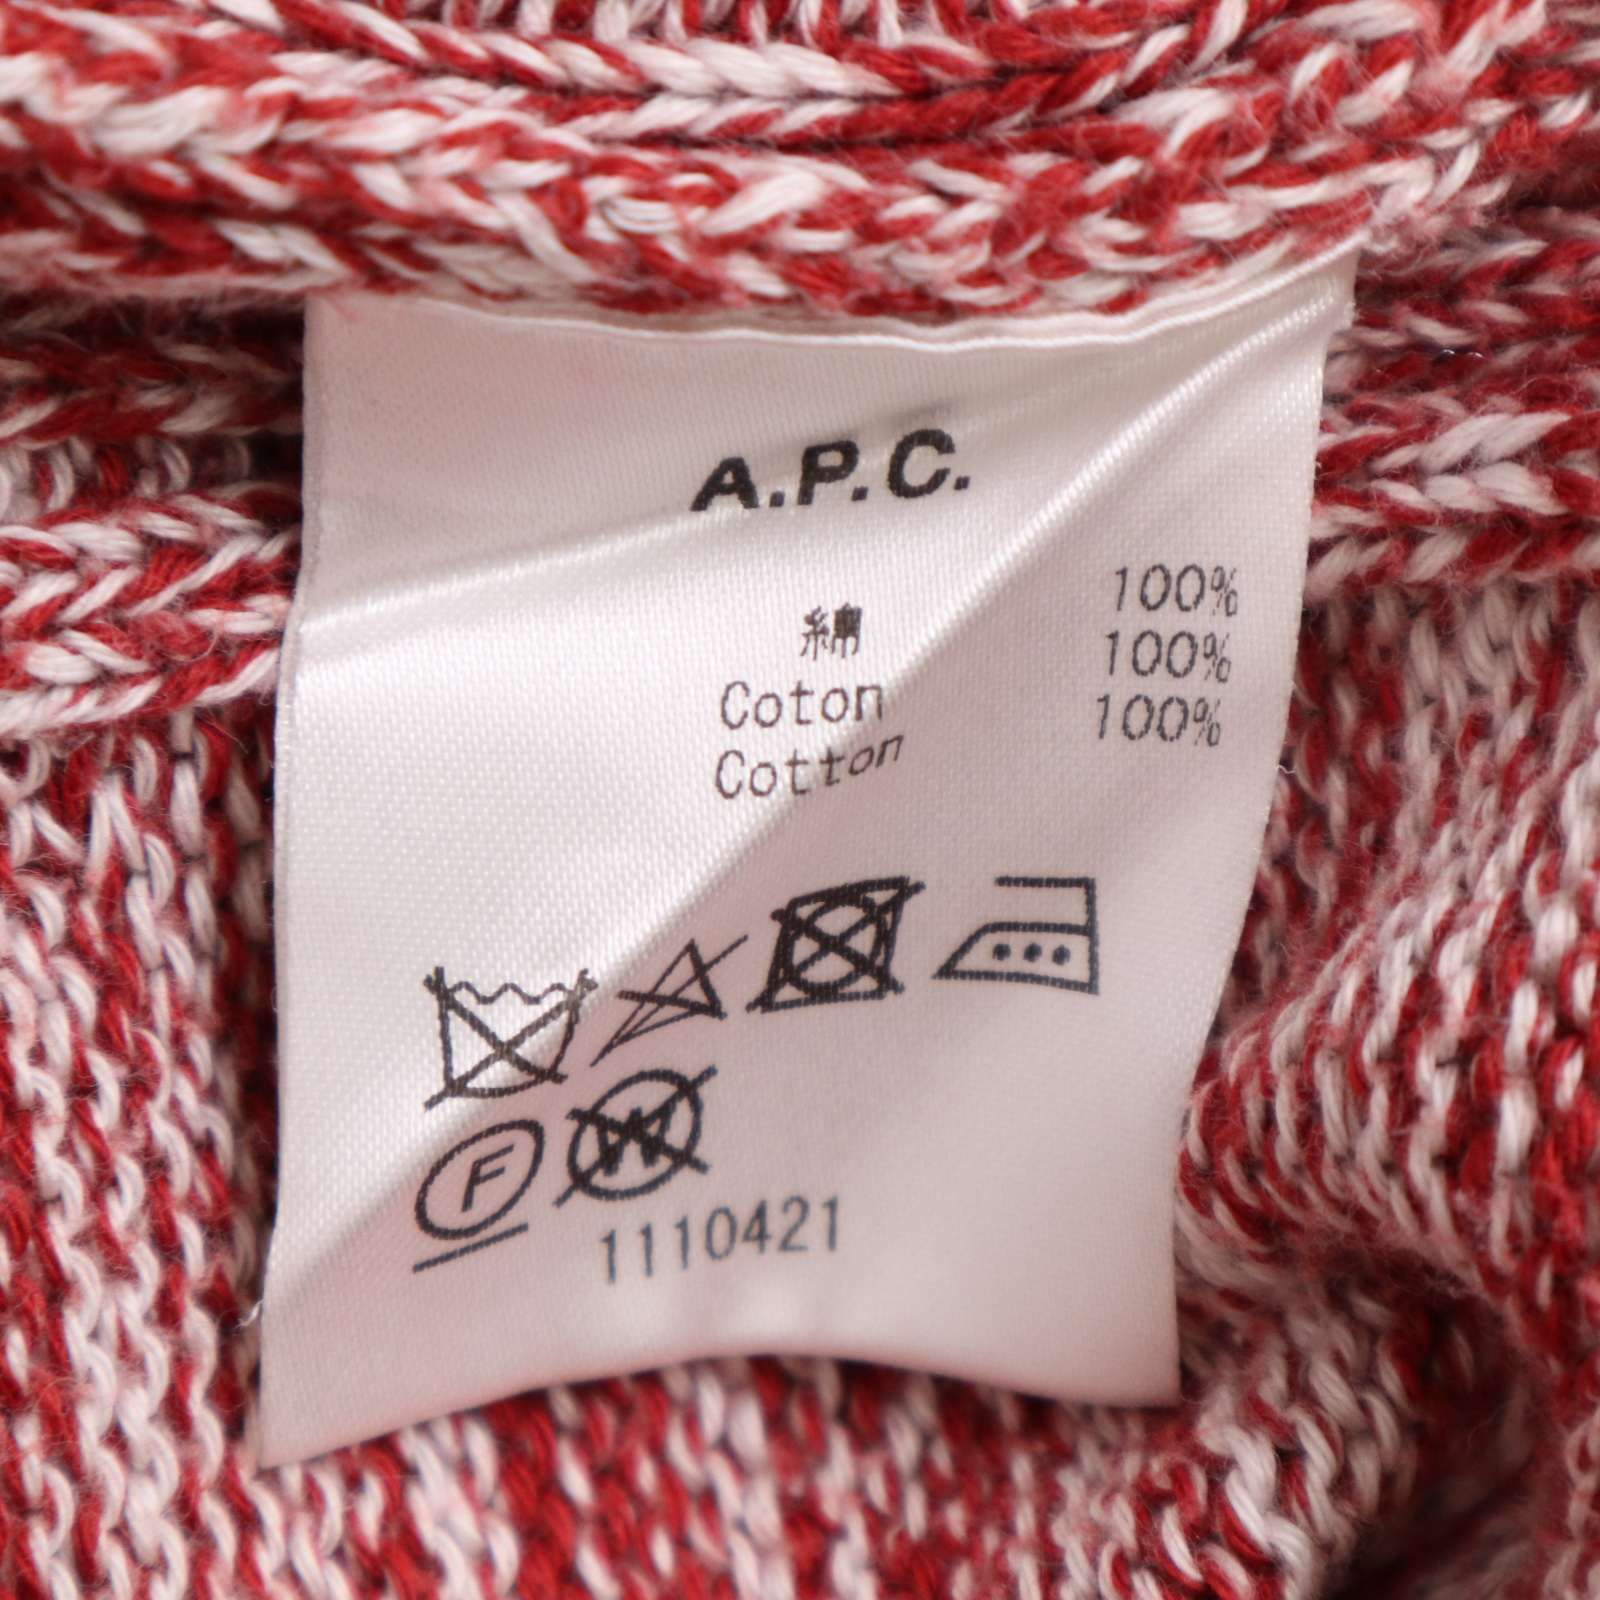 A.P.C.
綿 100%
Coton 100%
Cotton 100%
F W
1110421